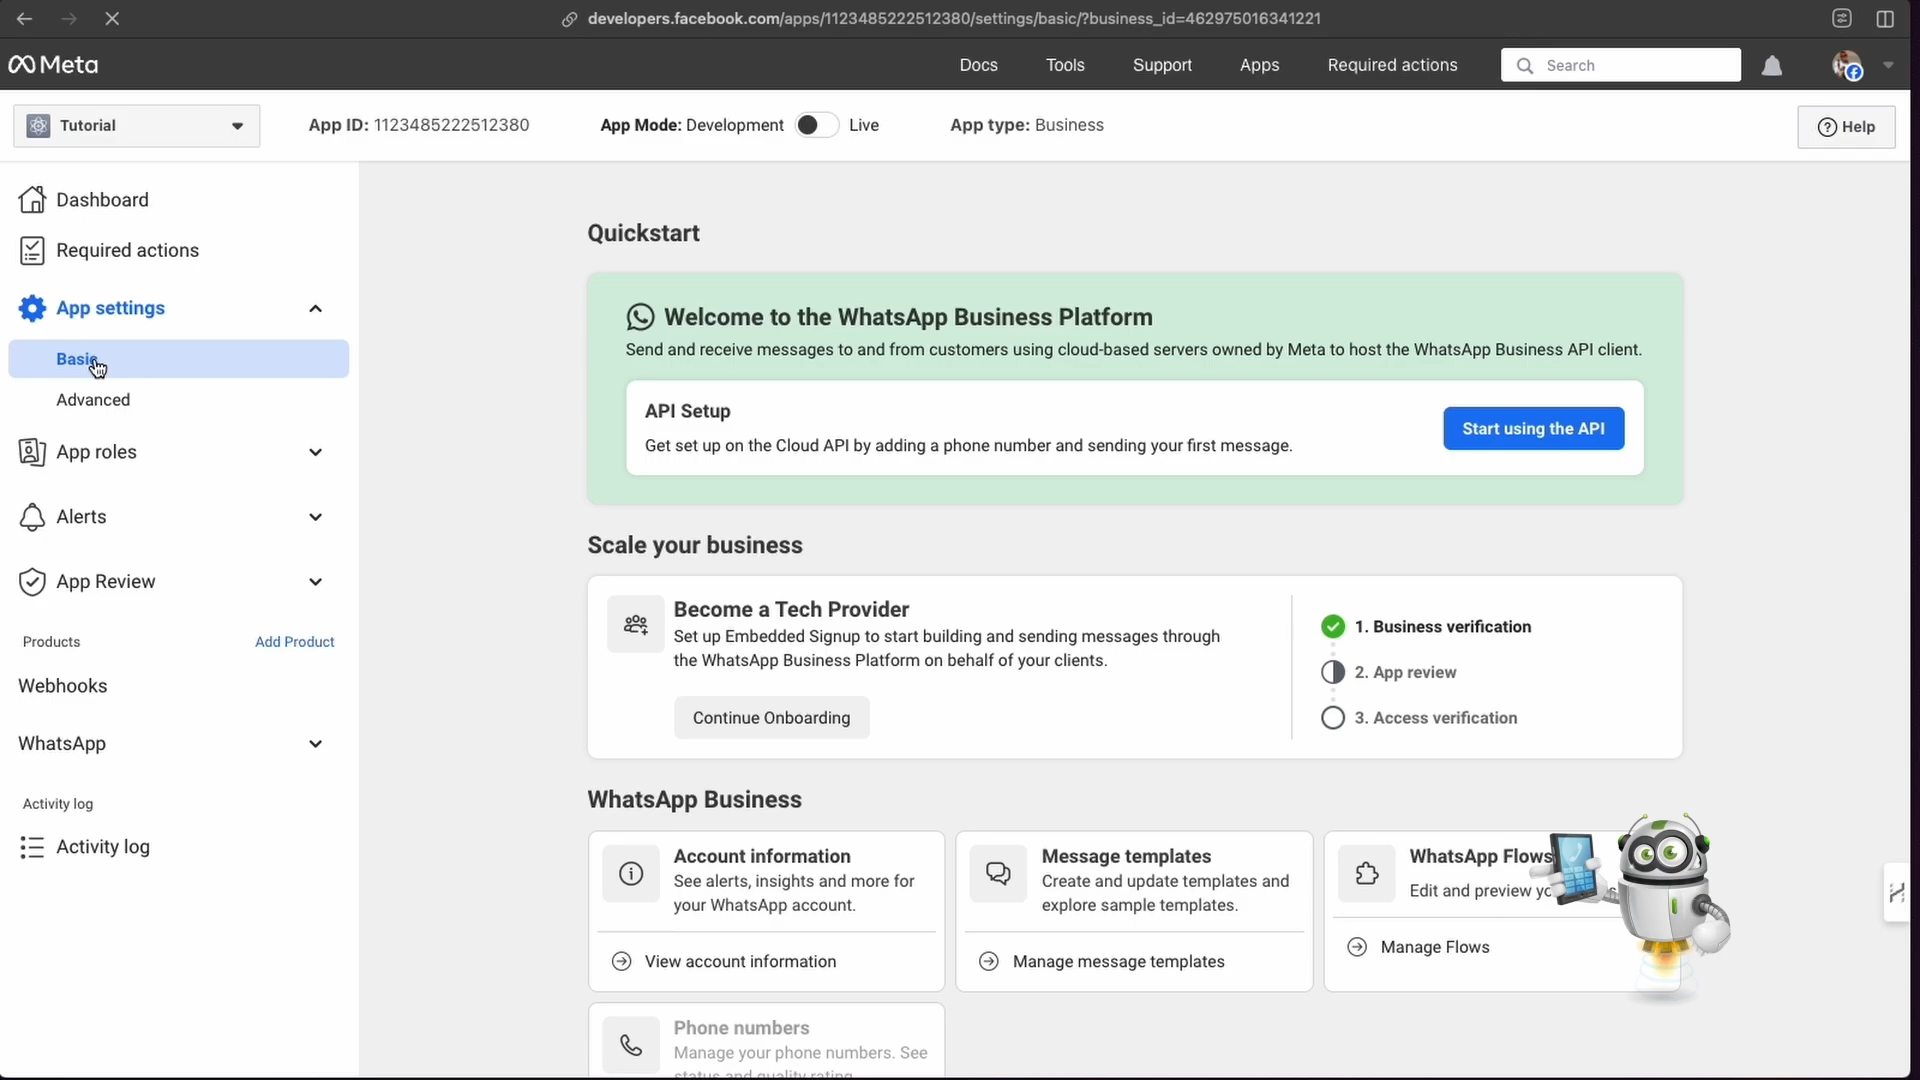 developers.facebook.com/apps/1123485222512380/settings/basic/?business_id=462975016341221
Meta
Docs
Tools
Support
Apps
Required actions
Search
Tutorial
App ID: 1123485222512380
App Mode: Development
Live
App type: Business
Help
Dashboard
Required actions
App settings
Basic
Advanced
App roles
Alerts
App Review
Products
Add Product
Webhooks
WhatsApp
Activity log
Activity log
Quickstart
Welcome to the WhatsApp Business Platform
Send and receive messages to and from customers using cloud-based servers owned by Meta to host the WhatsApp Business API client.
API Setup
Get set up on the Cloud API by adding a phone number and sending your first message.
Start using the API
Scale your business
Become a Tech Provider
Set up Embedded Signup to start building and sending messages through
the WhatsApp Business Platform on behalf of your clients.
Continue Onboarding
1. Business verification
2. App review
3. Access verification
WhatsApp Business
Account information
See alerts, insights and more for
your WhatsApp account.
View account information
Message templates
Create and update templates and
explore sample templates.
Manage message templates
WhatsApp Flows
Edit and preview
Manage Flows
Phone numbers
Manage your phone numbers. See
status and quality rating